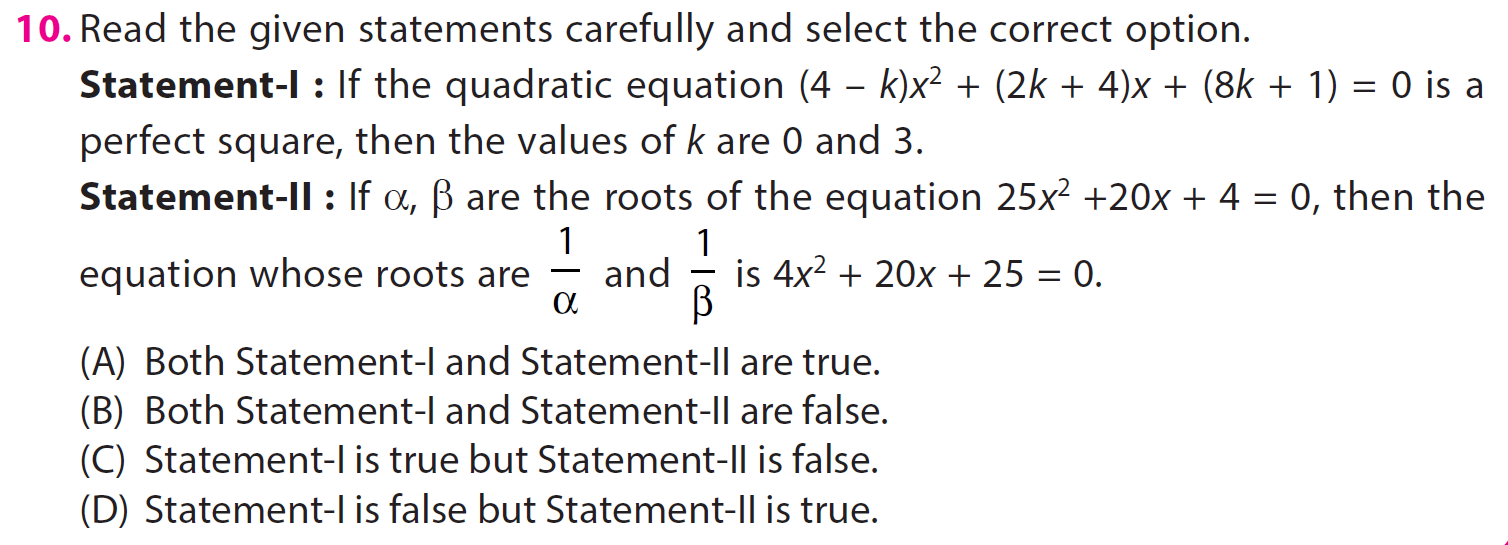 10. Read the given statements carefully and select the correct option.
Statement-I : If the quadratic equation (4 – k)x² + (2k + 4)x + (8k + 1) = 0 is a
perfect square, then the values of k are 0 and 3.
Statement-II : If α, β are the roots of the equation 25x² +20x + 4 = 0, then the
equation whose roots are 1/α and 1/β is 4x² + 20x + 25 = 0.
(A) Both Statement-I and Statement-II are true.
(B) Both Statement-I and Statement-II are false.
(C) Statement-I is true but Statement-II is false.
(D) Statement-I is false but Statement-II is true.